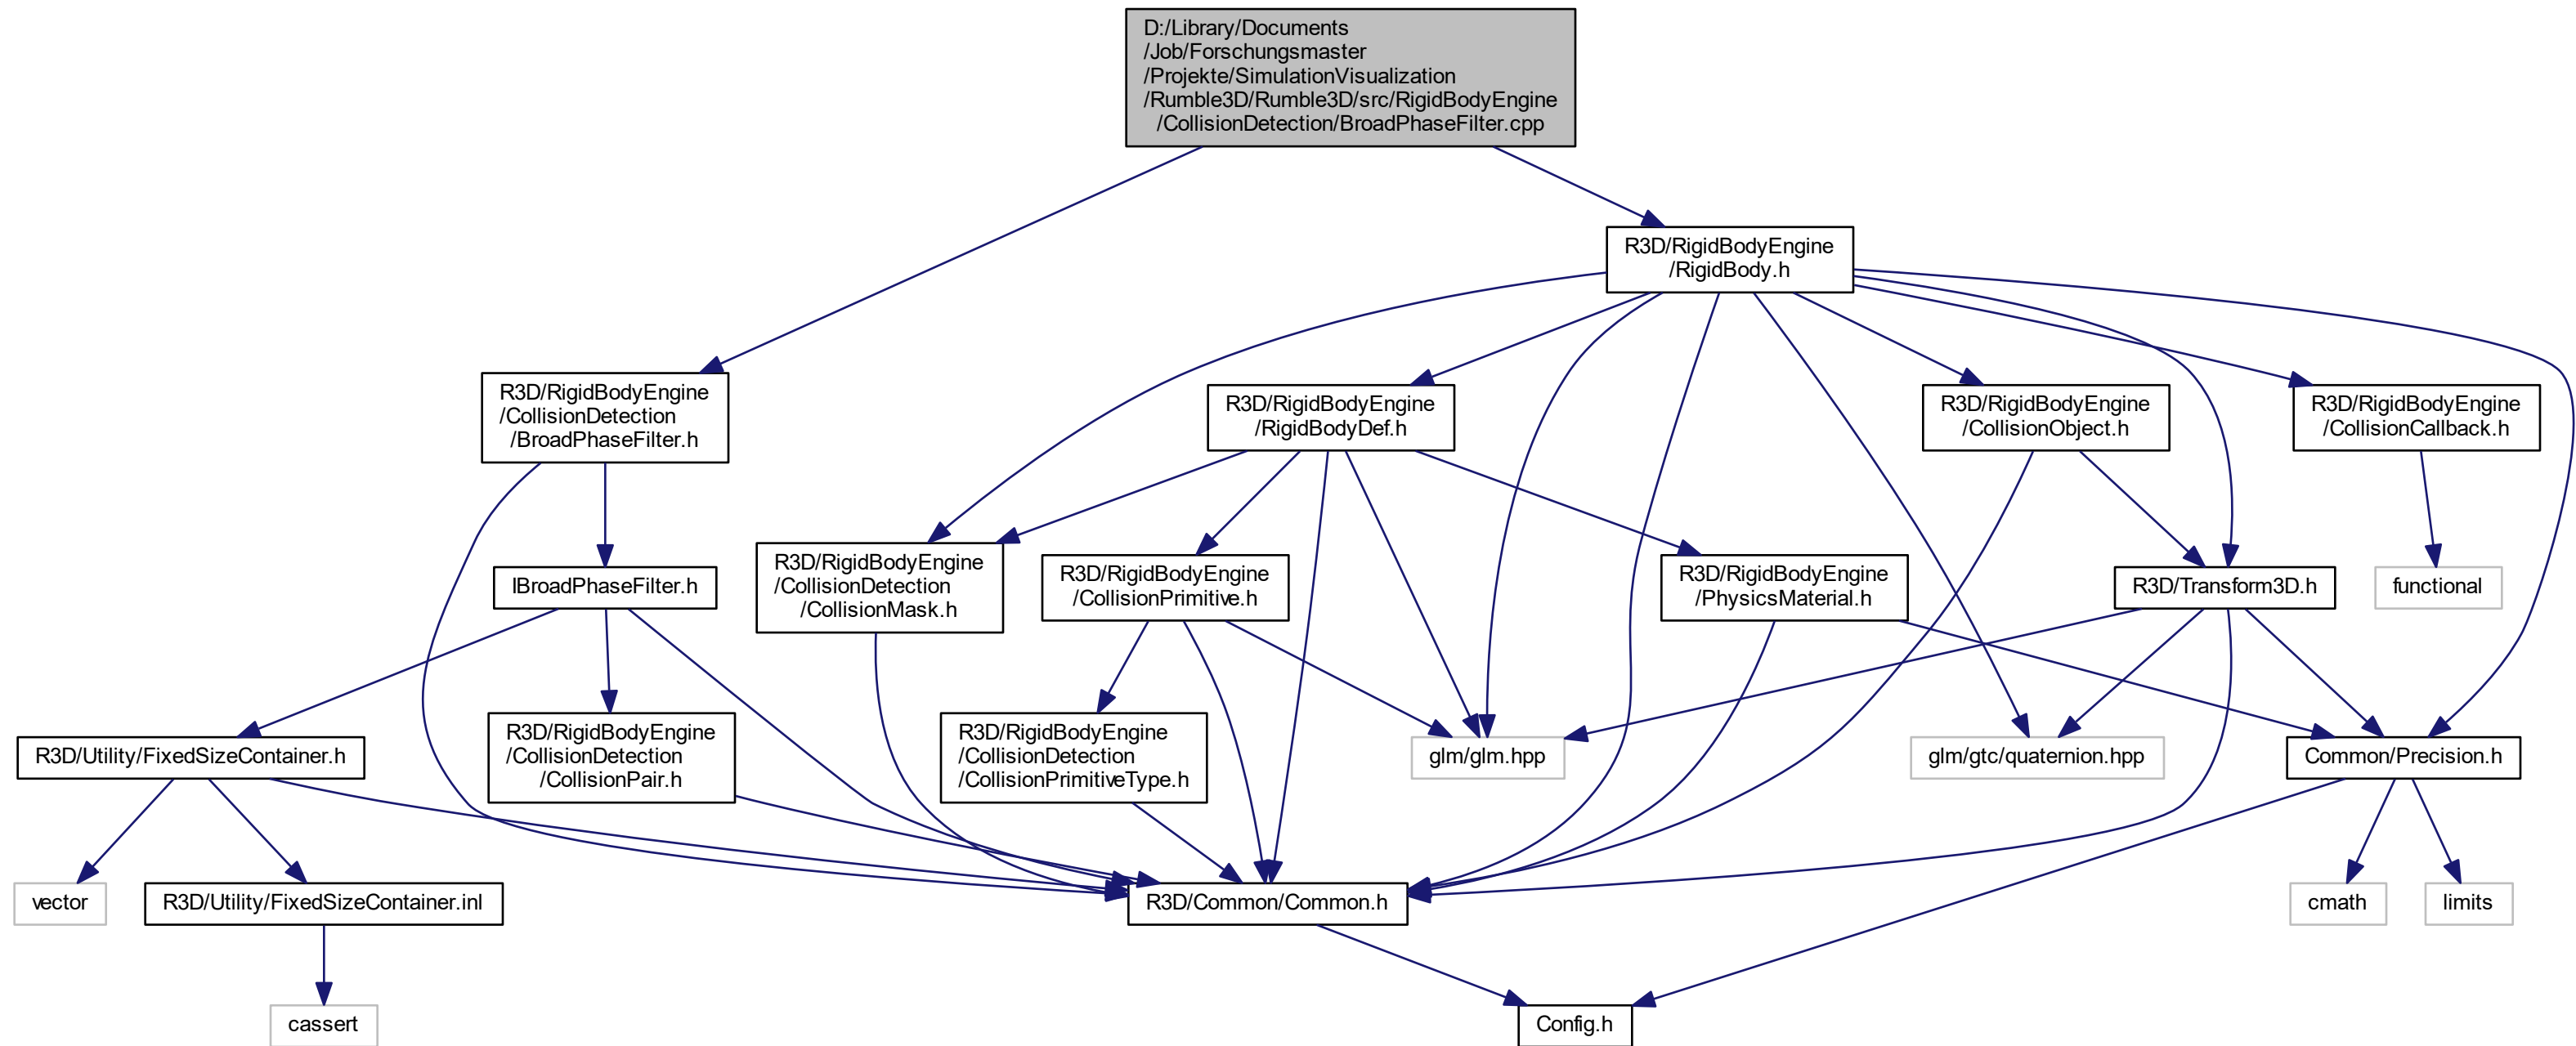 D:/Library/Documents
/Job/Forschungsmaster
/Projekte/SimulationVisualization
/Rumble3D/Rumble3D/src/RigidBodyEngine
/CollisionDetection/BroadPhaseFilter.cpp
R3D/RigidBodyEngine
/RigidBody.h
R3D/RigidBodyEngine
/CollisionDetection
/BroadPhaseFilter.h
R3D/RigidBodyEngine
/RigidBodyDef.h
R3D/RigidBodyEngine
/CollisionObject.h
R3D/RigidBodyEngine
/CollisionCallback.h
IBroadPhaseFilter.h
R3D/RigidBodyEngine
/CollisionDetection
/CollisionMask.h
R3D/RigidBodyEngine
/CollisionPrimitive.h
R3D/RigidBodyEngine
/PhysicsMaterial.h
R3D/Transform3D.h
functional
R3D/Utility/FixedSizeContainer.h
R3D/RigidBodyEngine
/CollisionDetection
/CollisionPair.h
R3D/RigidBodyEngine
/CollisionDetection
/CollisionPrimitiveType.h
glm/glm.hpp
glm/gtc/quaternion.hpp
Common/Precision.h
vector
R3D/Utility/FixedSizeContainer.inl
R3D/Common/Common.h
cmath
limits
cassert
Config.h